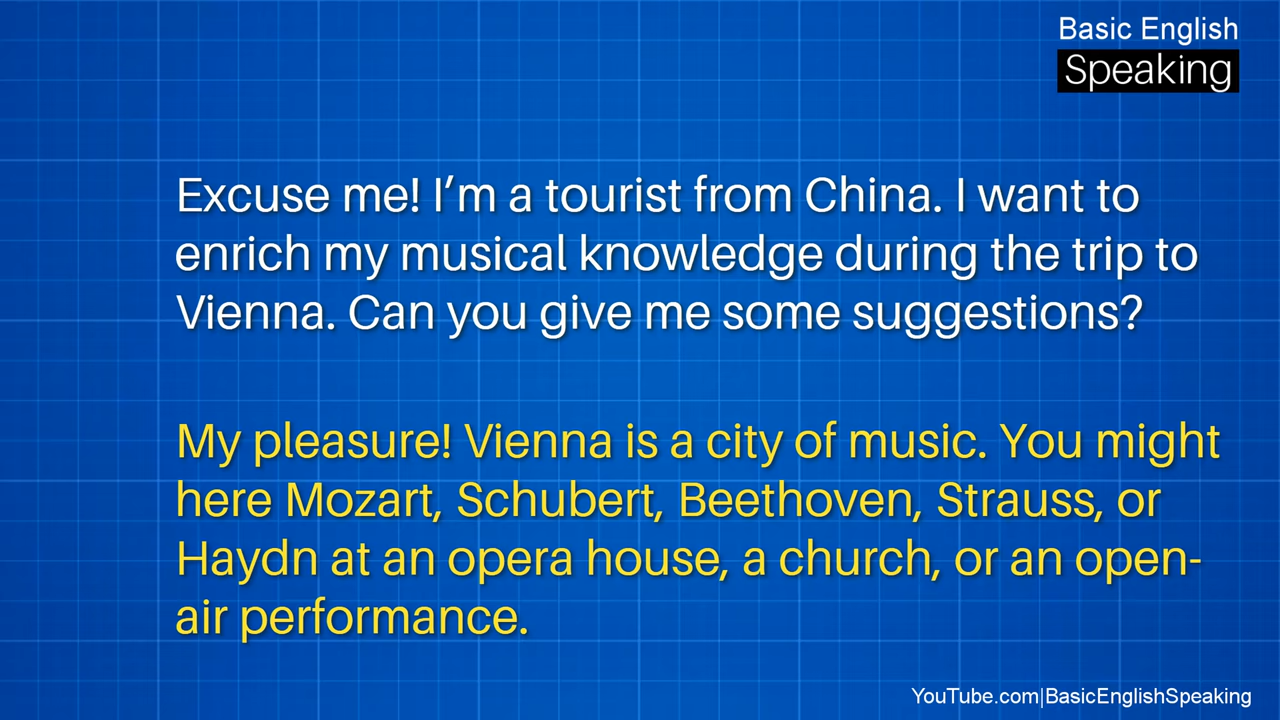 Basic English
Speaking
Excuse me! I’m a tourist from China. I want to
enrich my musical knowledge during the trip to
Vienna. Can you give me some suggestions?
My pleasure! Vienna is a city of music. You might
here Mozart, Schubert, Beethoven, Strauss, or
Haydn at an opera house, a church, or an open-
air performance.
YouTube.com|BasicEnglishSpeaking